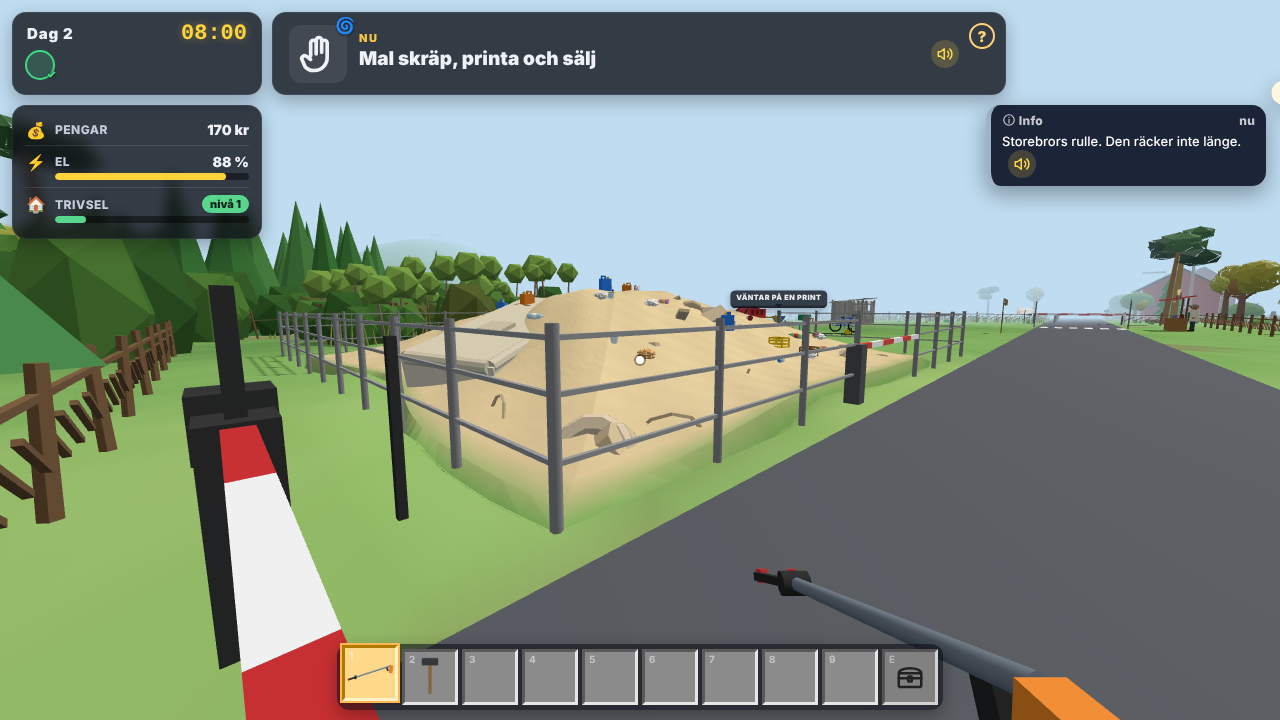 Dag 2
08:00
NU
Mal skräp, printa och sälj
?
PENGAR
170 kr
EL
88 %
TRIVSEL
nivå 1
Info
nu
Storebrors rulle. Den räcker inte länge.
VÄNTAR PÅ EN PRINT
1
2
3
4
5
6
7
8
9
E